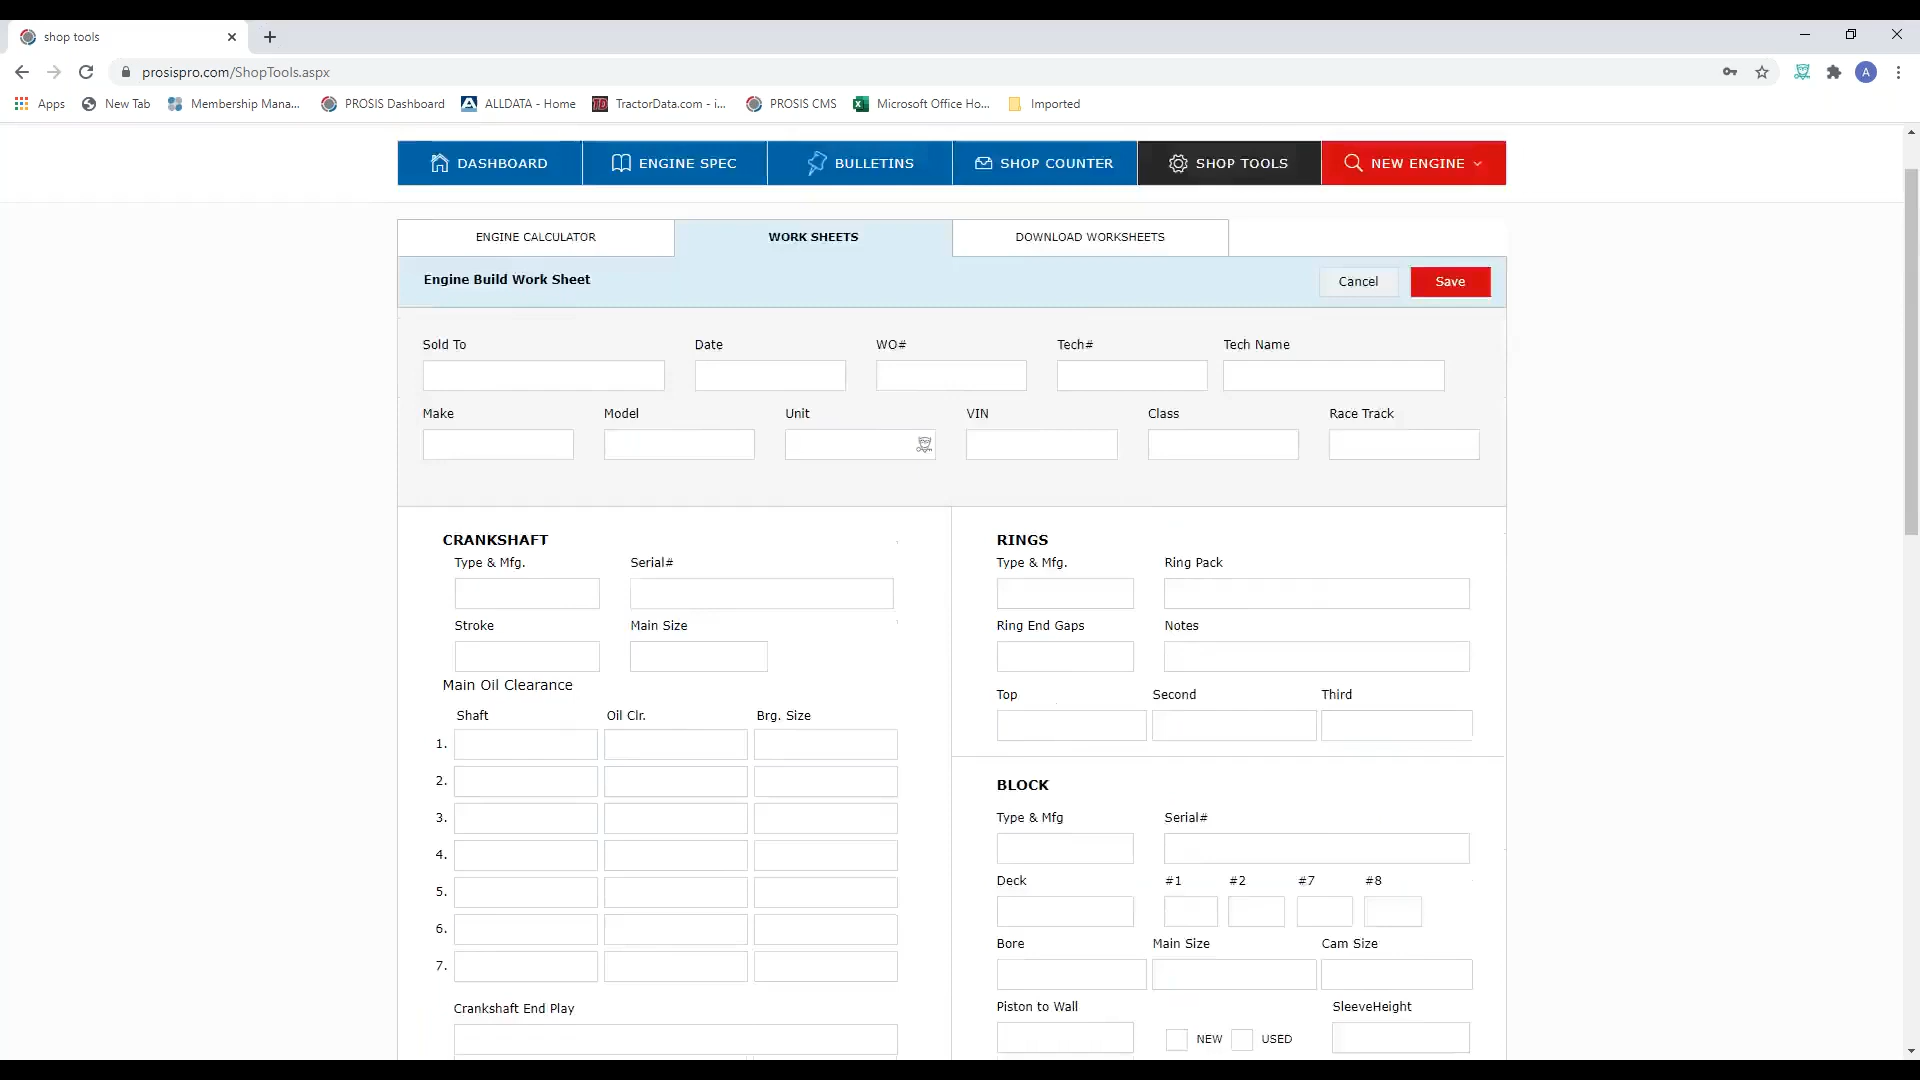 shop tools
prosispro.com/ShopTools.aspx
A
Apps New Tab Membership Mana... PROSIS Dashboard ALLDATA - Home TD TractorData.com - i... PROSIS CMS Microsoft Office Ho... Imported
DASHBOARD ENGINE SPEC BULLETINS SHOP COUNTER SHOP TOOLS NEW ENGINE
ENGINE CALCULATOR WORK SHEETS DOWNLOAD WORKSHEETS
Engine Build Work Sheet Cancel Save
Sold To Date WO# Tech# Tech Name
Make Model Unit VIN Class Race Track
CRANKSHAFT
Type & Mfg. Serial#
Stroke Main Size
Main Oil Clearance
Shaft Oil Clr. Brg. Size
1.
2.
3.
4.
5.
6.
7.
Crankshaft End Play
RINGS
Type & Mfg. Ring Pack
Ring End Gaps Notes
Top Second Third
BLOCK
Type & Mfg Serial#
Deck #1 #2 #7 #8
Bore Main Size Cam Size
Piston to Wall SleeveHeight
NEW USED